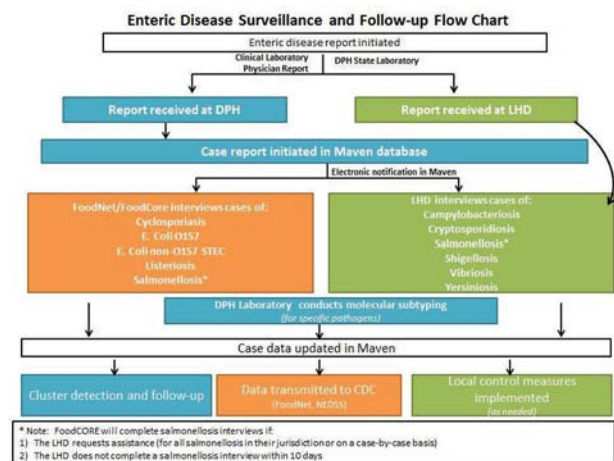 Enteric Disease Surveillance and Follow-up Flow Chart
Enteric disease report initiated
Clinical Laboratory
Physician Report
DPH State Laboratory
Report received at DPH
Report received at LHD
Case report initiated in Maven database
Electronic notification in Maven
FoodNet/FoodCore interviews cases of:
Cyclosporiasis
E. Coli O157
E. Coli non-O157 STEC
Listeriosis
Salmonellosis*
LHD interviews cases of:
Campylobacteriosis
Cryptosporidiosis
Salmonellosis*
Shigellosis
Vibriosis
Yersiniosis
DPH Laboratory conducts molecular subtyping
(for specific pathogens)
Case data updated in Maven
Cluster detection and follow-up
Data transmitted to CDC
(FoodNet, NEDSS)
Local control measures
implemented
(as needed)
* Note: FoodCORE will complete salmonellosis interviews if:
1) The LHD requests assistance (for all salmonellosis in their jurisdiction or on a case-by-case basis)
2) The LHD does not complete a salmonellosis interview within 10 days